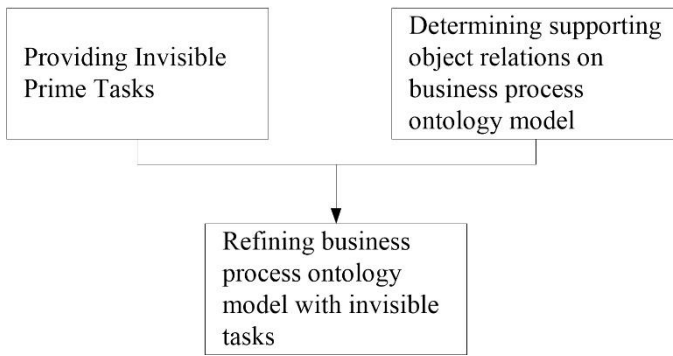 Providing Invisible
Prime Tasks
Determining supporting
object relations on
business process
ontology model
Refining business
process ontology
model with invisible
tasks